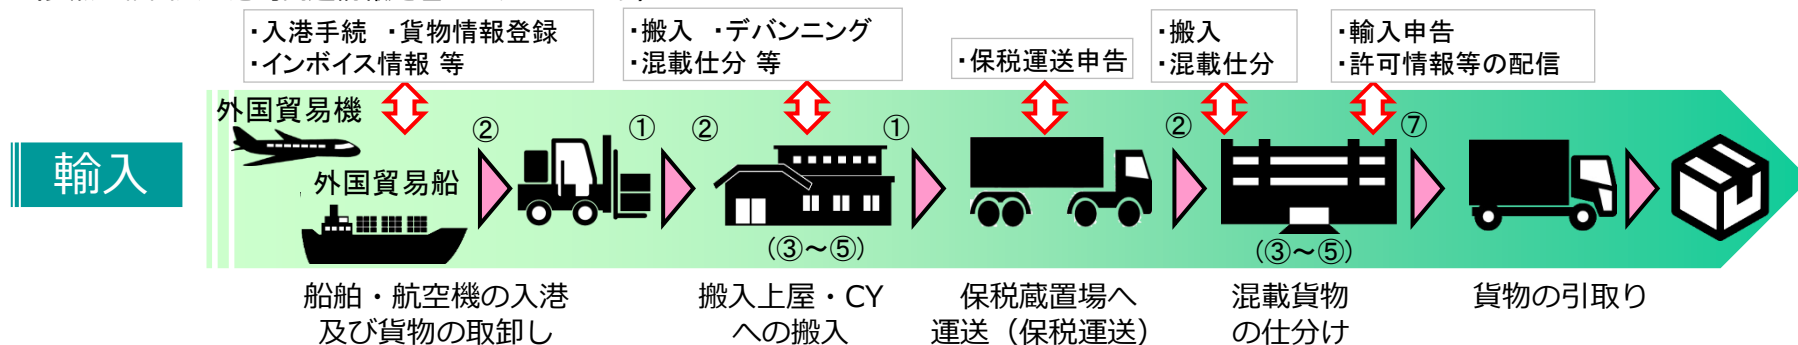 ・入港手続 ・貨物情報登録
・インボイス情報 等
・搬入 ・デバンニング
・混載仕分 等
・保税運送申告
・搬入
・混載仕分
・輸入申告
・許可情報等の配信
輸入
外国貿易機
外国貿易船
②
①
②
①
②
⑦
(③～⑤)
(③～⑤)
船舶・航空機の入港
及び貨物の取卸し
搬入上屋・CY
への搬入
保税蔵置場へ
運送（保税運送）
混載貨物
の仕分け
貨物の引取り